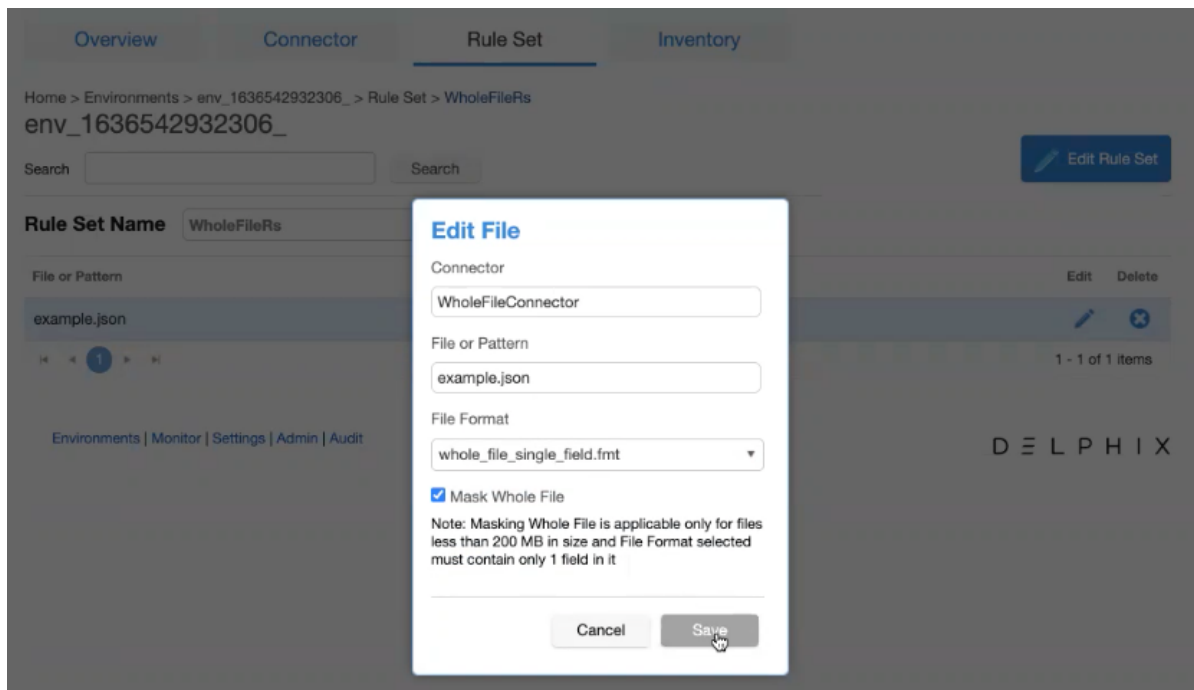 Overview Connector Rule Set Inventory
Home > Environments > env_1636542932306_ > Rule Set > WholeFileRs
env_1636542932306_
Search Search
Edit Rule Set
Rule Set Name WholeFileRs
File or Pattern Edit Delete
example.json
1 1 - 1 of 1 items
Environments | Monitor | Settings | Admin | Audit
DELPHIX
Edit File
Connector
WholeFileConnector
File or Pattern
example.json
File Format
whole_file_single_field.fmt
Mask Whole File
Note: Masking Whole File is applicable only for files
less than 200 MB in size and File Format selected
must contain only 1 field in it
Cancel Save